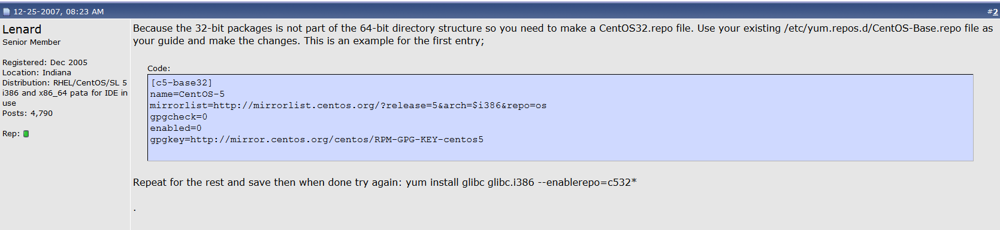 12-25-2007, 08:23 AM
#2
Lenard
Senior Member
Registered: Dec 2005
Location: Indiana
Distribution: RHEL/CentOS/SL 5
i386 and x86_64 pata for IDE in
use
Posts: 4,790
Rep:
Because the 32-bit packages is not part of the 64-bit directory structure so you need to make a CentOS32.repo file. Use your existing /etc/yum.repos.d/CentOS-Base.repo file as
your guide and make the changes. This is an example for the first entry;
Code:
[c5-base32]
name=CentOS-5
mirrorlist=http://mirrorlist.centos.org/?release=5&arch=$i386&repo=os
gpgcheck=0
enabled=0
gpgkey=http://mirror.centos.org/centos/RPM-GPG-KEY-centos5
Repeat for the rest and save then when done try again: yum install glibc glibc.i386 --enablerepo=c532*
.